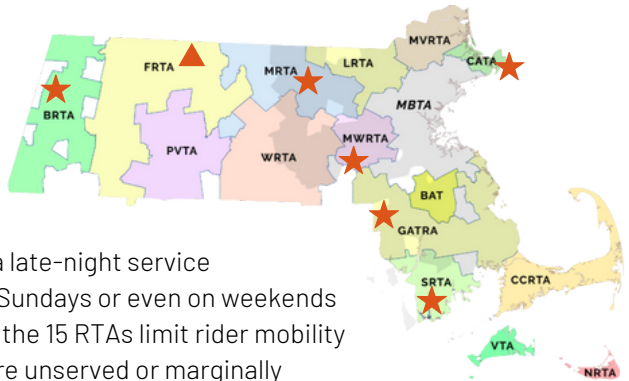 MVRTA
CATA
LRTA
FRTA
MRTA
MBTA
BRTA
MWRTA
PVTA
WRTA
BAT
GATRA
a late-night service
Sundays or even on weekends
SRTA
CCRTA
the 15 RTAs limit rider mobility
VTA
re unserved or marginally
NRTA